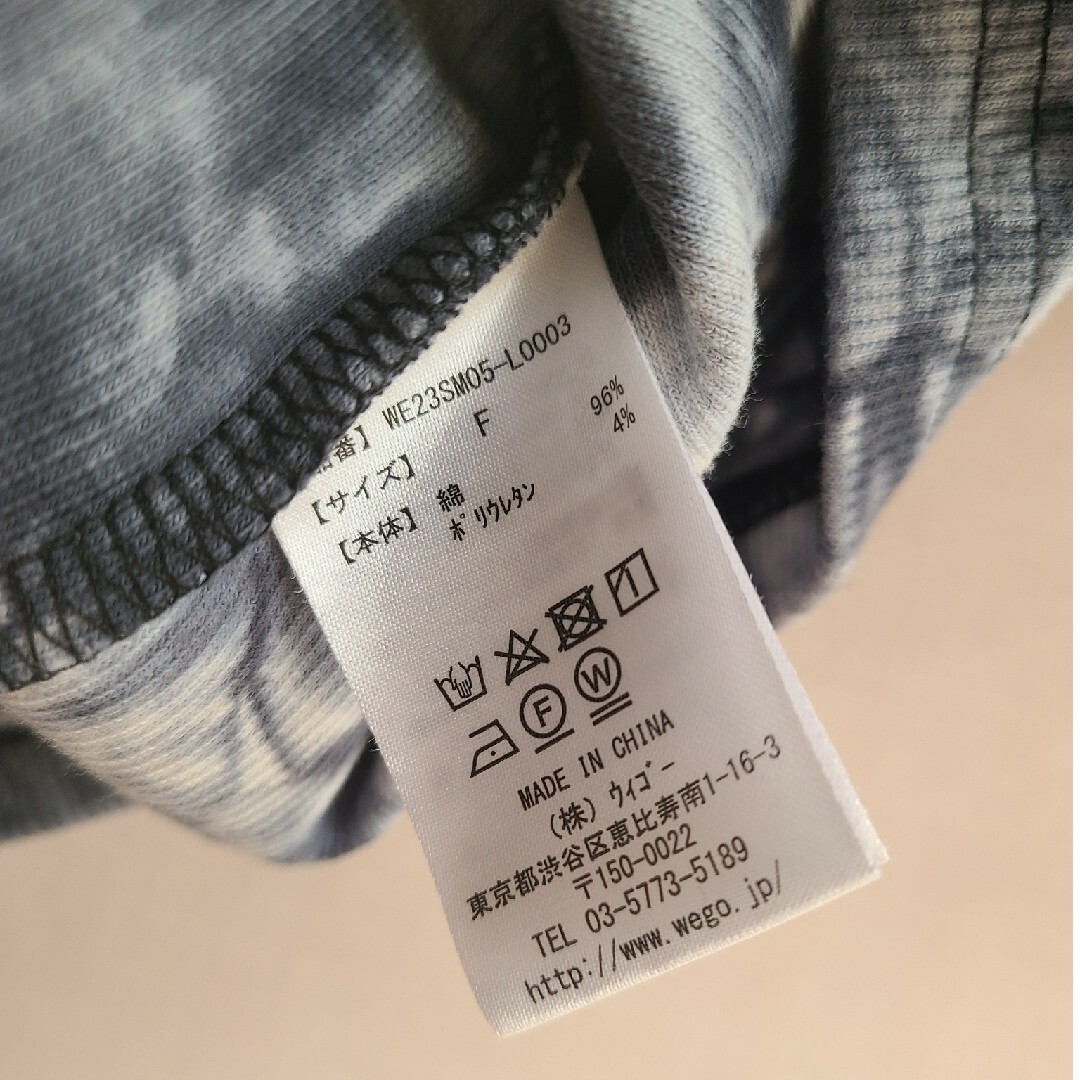 品番】 WE23SM05-L0003
【サイズ】 F
【本体】 綿 96%
ポリウレタン 4%
F W
MADE IN CHINA
(株) ウィゴー
東京都渋谷区恵比寿南1-16-3
〒150-0022
TEL 03-5773-5189
http://www.wego.jp/